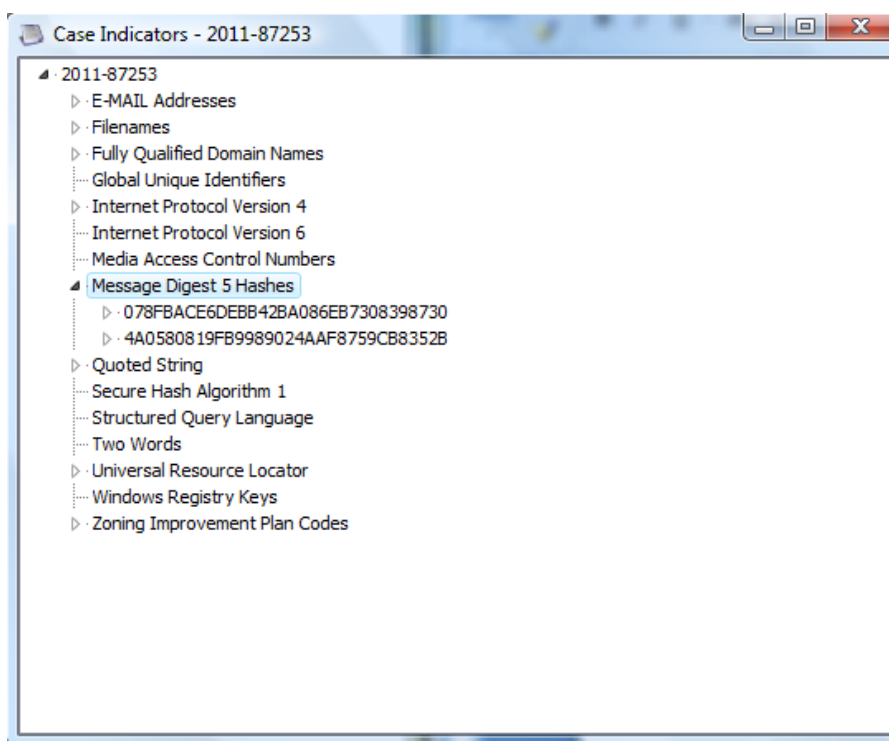 Case Indicators - 2011-87253
2011-87253
E-MAIL Addresses
Filenames
Fully Qualified Domain Names
Global Unique Identifiers
Internet Protocol Version 4
Internet Protocol Version 6
Media Access Control Numbers
Message Digest 5 Hashes
078FBACE6DEBB42BA086EB7308398730
4A0580819FB9989024AAF8759CB8352B
Quoted String
Secure Hash Algorithm 1
Structured Query Language
Two Words
Universal Resource Locator
Windows Registry Keys
Zoning Improvement Plan Codes